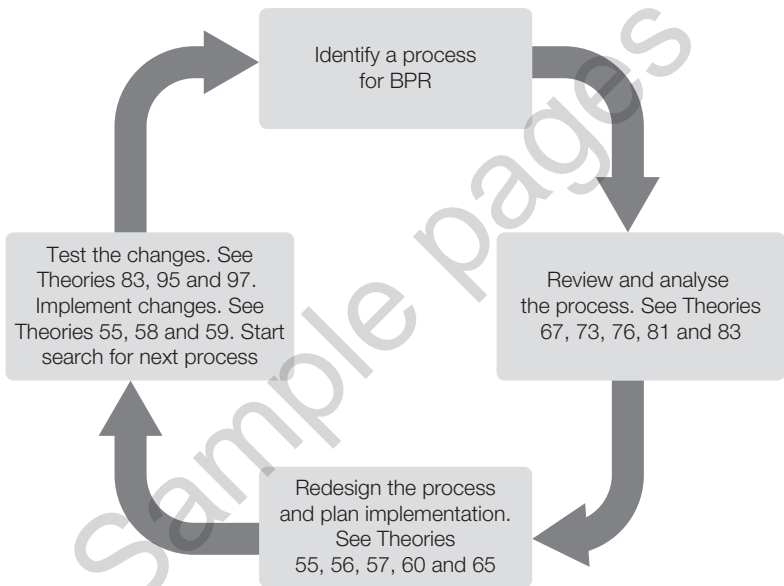 Identify a process
for BPR
Review and analyse
the process. See Theories
67, 73, 76, 81 and 83
Redesign the process
and plan implementation.
See Theories
55, 56, 57, 60 and 65
Test the changes. See
Theories 83, 95 and 97.
Implement changes. See
Theories 55, 58 and 59. Start
search for next process
Sample pages